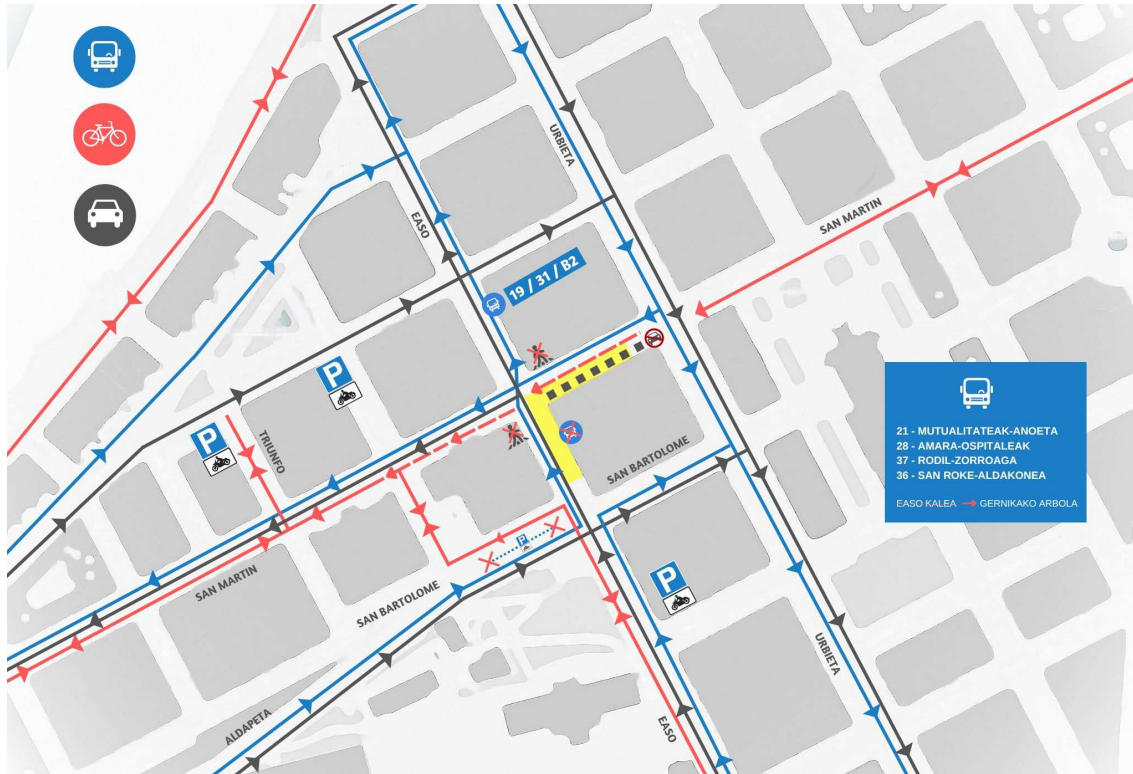 URBIETA
EASO
SAN MARTIN
19 / 31 / B2
P
P
TRIUNFO
SAN BARTOLOME
21 - MUTUALITATEAK-ANOETA
28 - AMARA-OSPITALEAK
37 - RODIL-ZORROAGA
36 - SAN ROKE-ALDAKONEA
EASO KALEA → GERNIKAKO ARBOLA
P
SAN MARTIN
SAN BARTOLOME
P
URBIETA
ALDAPETA
EASO